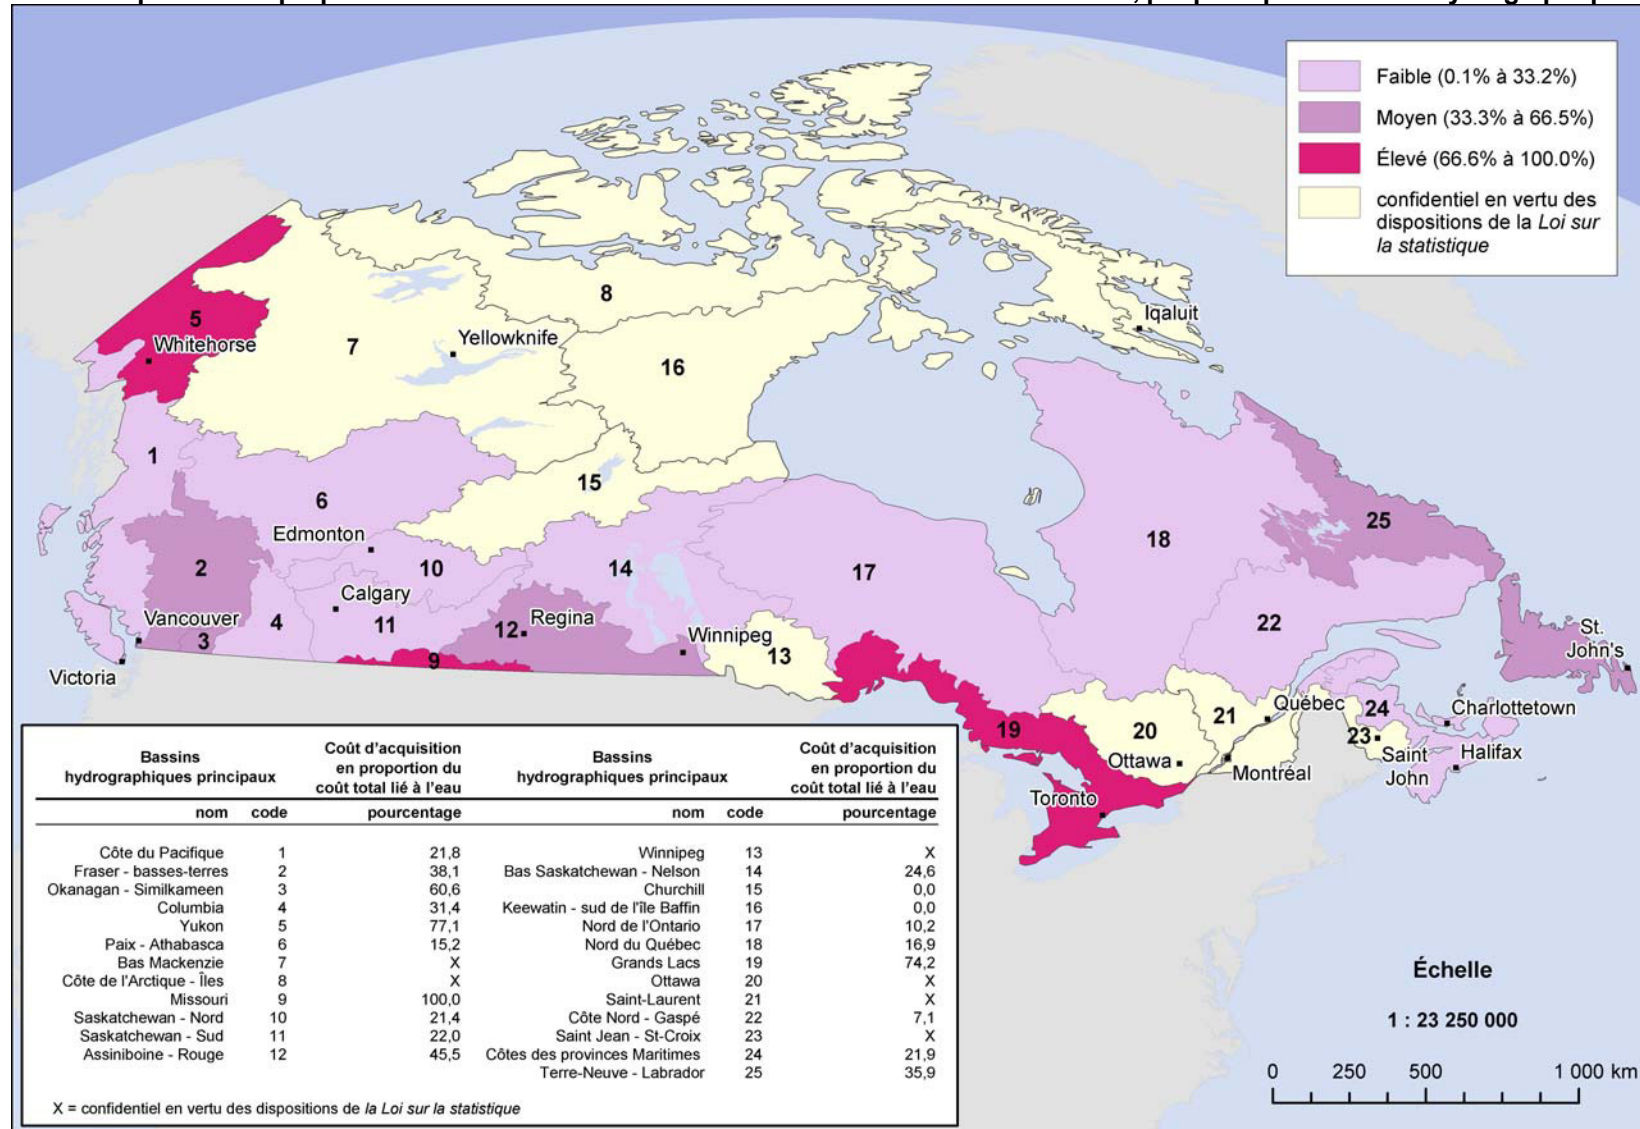 Faible (0.1% à 33.2%)
Moyen (33.3% à 66.5%)
Élevé (66.6% à 100.0%)
confidentiel en vertu des
dispositions de la Loi sur
la statistique
8
Iqaluit
5
Whitehorse
7
Yellowknife
16
1
15
6
25
Edmonton
18
2
10
14
17
Calgary
Vancouver
4
11
12
Regina
22
3
Winnipeg
St.
John's
9
13
Victoria
Québec
24
Charlottetown
21
19
20
23
Saint
John
Halifax
Ottawa
Montréal
Toronto
Bassins
hydrographiques principaux
Coût d'acquisition
en proportion du
coût total lié à l'eau
Bassins
hydrographiques principaux
Coût d'acquisition
en proportion du
coût total lié à l'eau
nom code pourcentage nom code pourcentage
Côte du Pacifique 1 21,8 Winnipeg 13 X
Fraser - basses-terres 2 38,1 Bas Saskatchewan - Nelson 14 24,6
Okanagan - Similkameen 3 60,6 Churchill 15 0,0
Columbia 4 31,4 Keewatin - sud de l'île Baffin 16 0,0
Yukon 5 77,1 Nord de l'Ontario 17 10,2
Paix - Athabasca 6 15,2 Nord du Québec 18 16,9
Bas Mackenzie 7 X Grands Lacs 19 74,2
Côte de l'Arctique - Îles 8 X Ottawa 20 X
Missouri 9 100,0 Saint-Laurent 21 X
Saskatchewan - Nord 10 21,4 Côte Nord - Gaspé 22 7,1
Saskatchewan - Sud 11 22,0 Saint Jean - St-Croix 23 X
Assiniboine - Rouge 12 45,5 Côtes des provinces Maritimes 24 21,9
Terre-Neuve - Labrador 25 35,9
X = confidentiel en vertu des dispositions de la Loi sur la statistique
Échelle
1 : 23 250 000
0 250 500 1 000 km